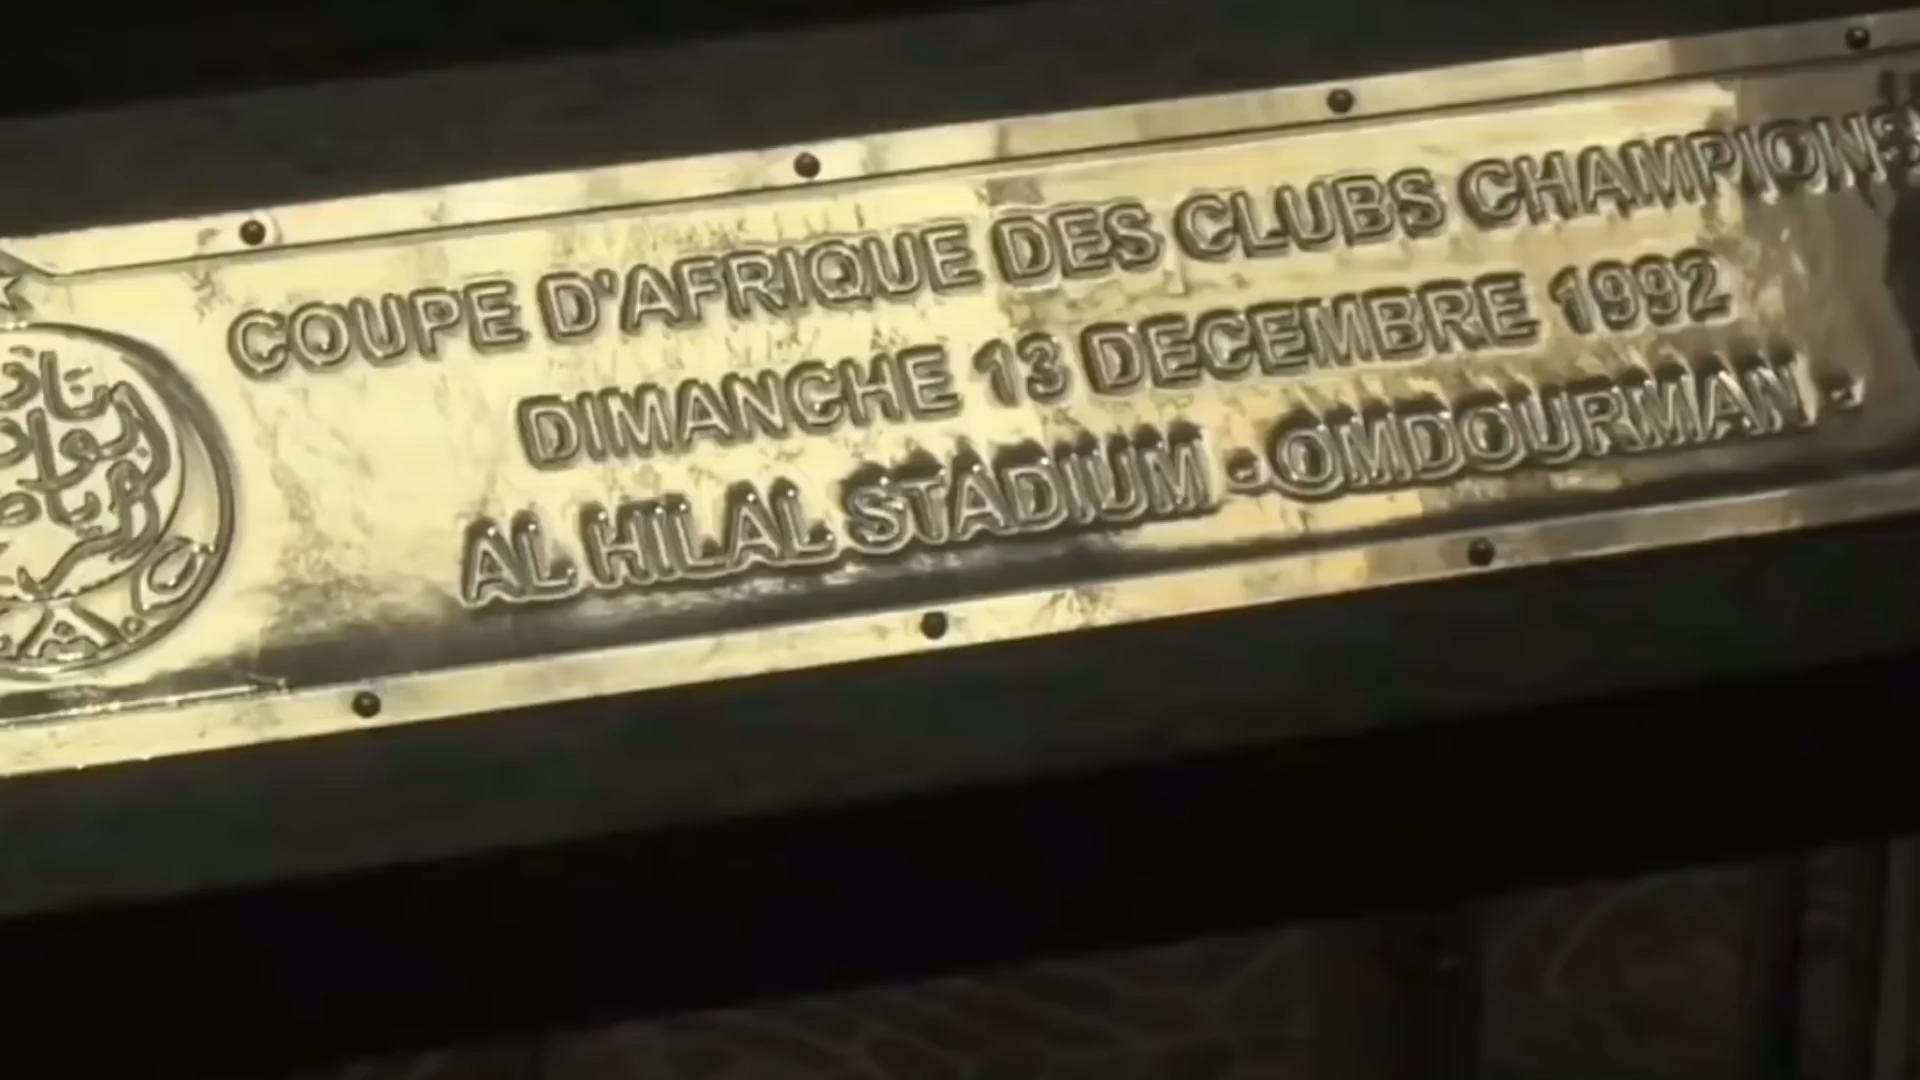 COUPE D'AFRIQUE DES CLUBS CHAMPIONS
DIMANCHE 13 DECEMBRE 1992
AL HILAL STADIUM - OMDOURMAN -